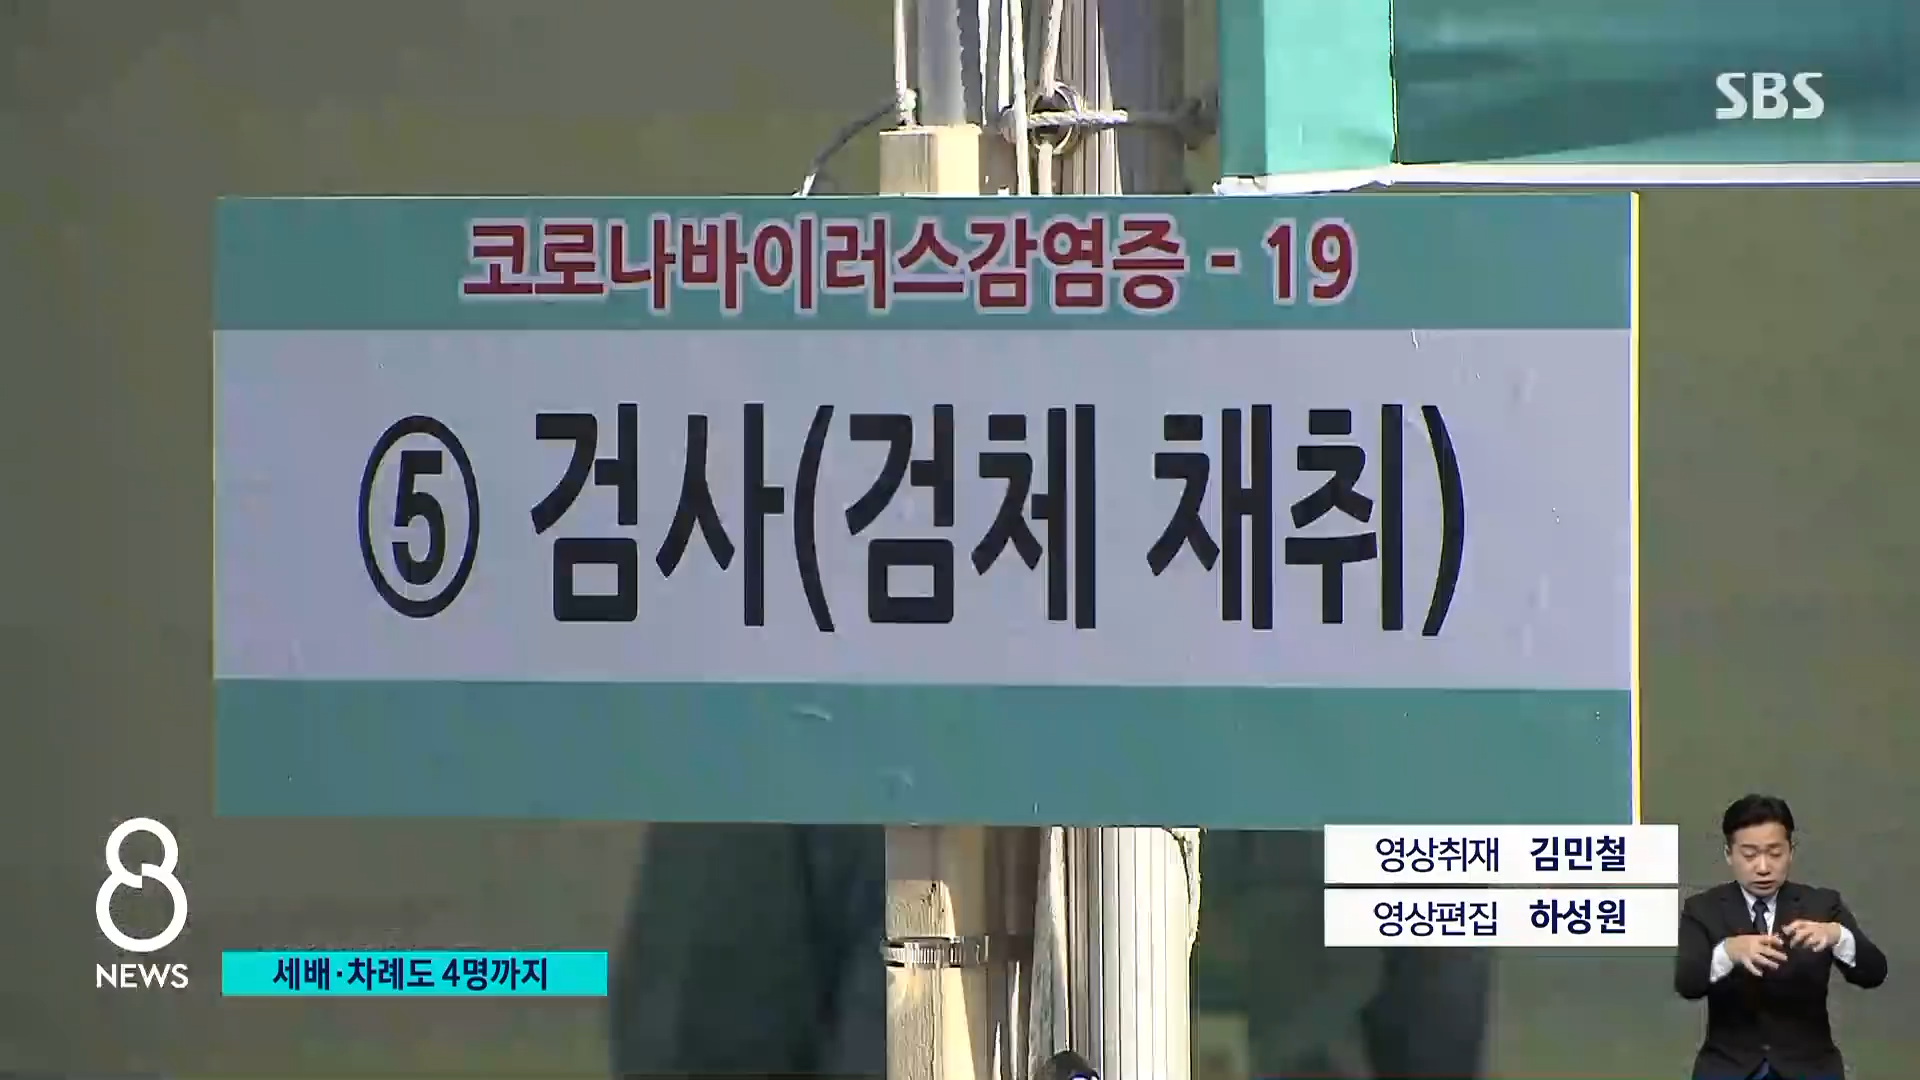 SBS
코로나바이러스감염증 - 19
⑤ 검사(검체 채취)
영상취재 김민철
영상편집 하성원
8
NEWS
세배·차례도 4명까지